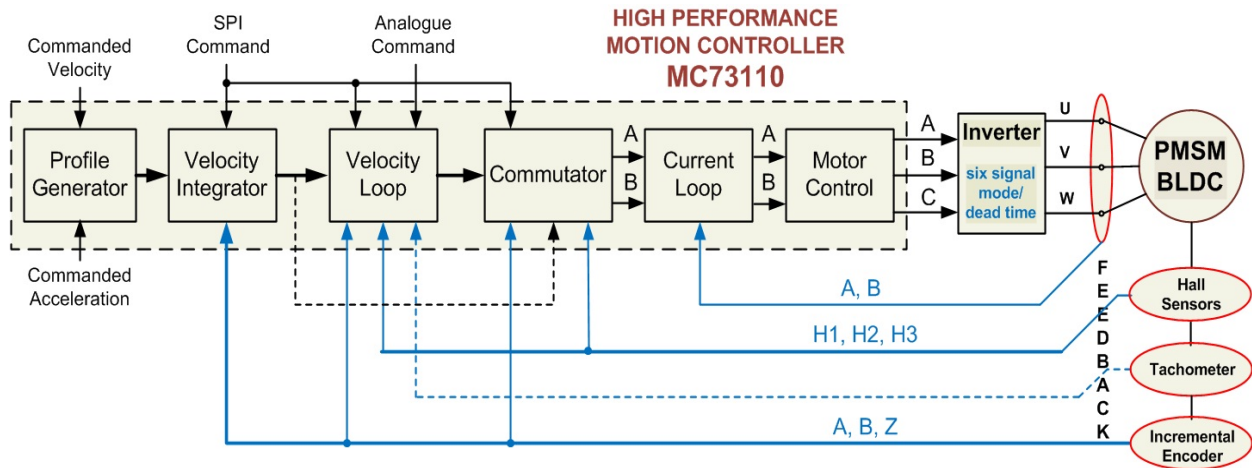 HIGH PERFORMANCE
MOTION CONTROLLER
MC73110
SPI
Command
Analogue
Command
Commanded
Velocity
Profile
Generator
Velocity
Integrator
Velocity
Loop
Commutator
A
B
Current
Loop
A
B
Motor
Control
A
B
C
Inverter
six signal
mode/
dead time
U
V
W
PMSM
BLDC
Commanded
Acceleration
A, B
H1, H2, H3
A, B, Z
F
E
E
D
B
A
C
K
Hall
Sensors
Tachometer
Incremental
Encoder